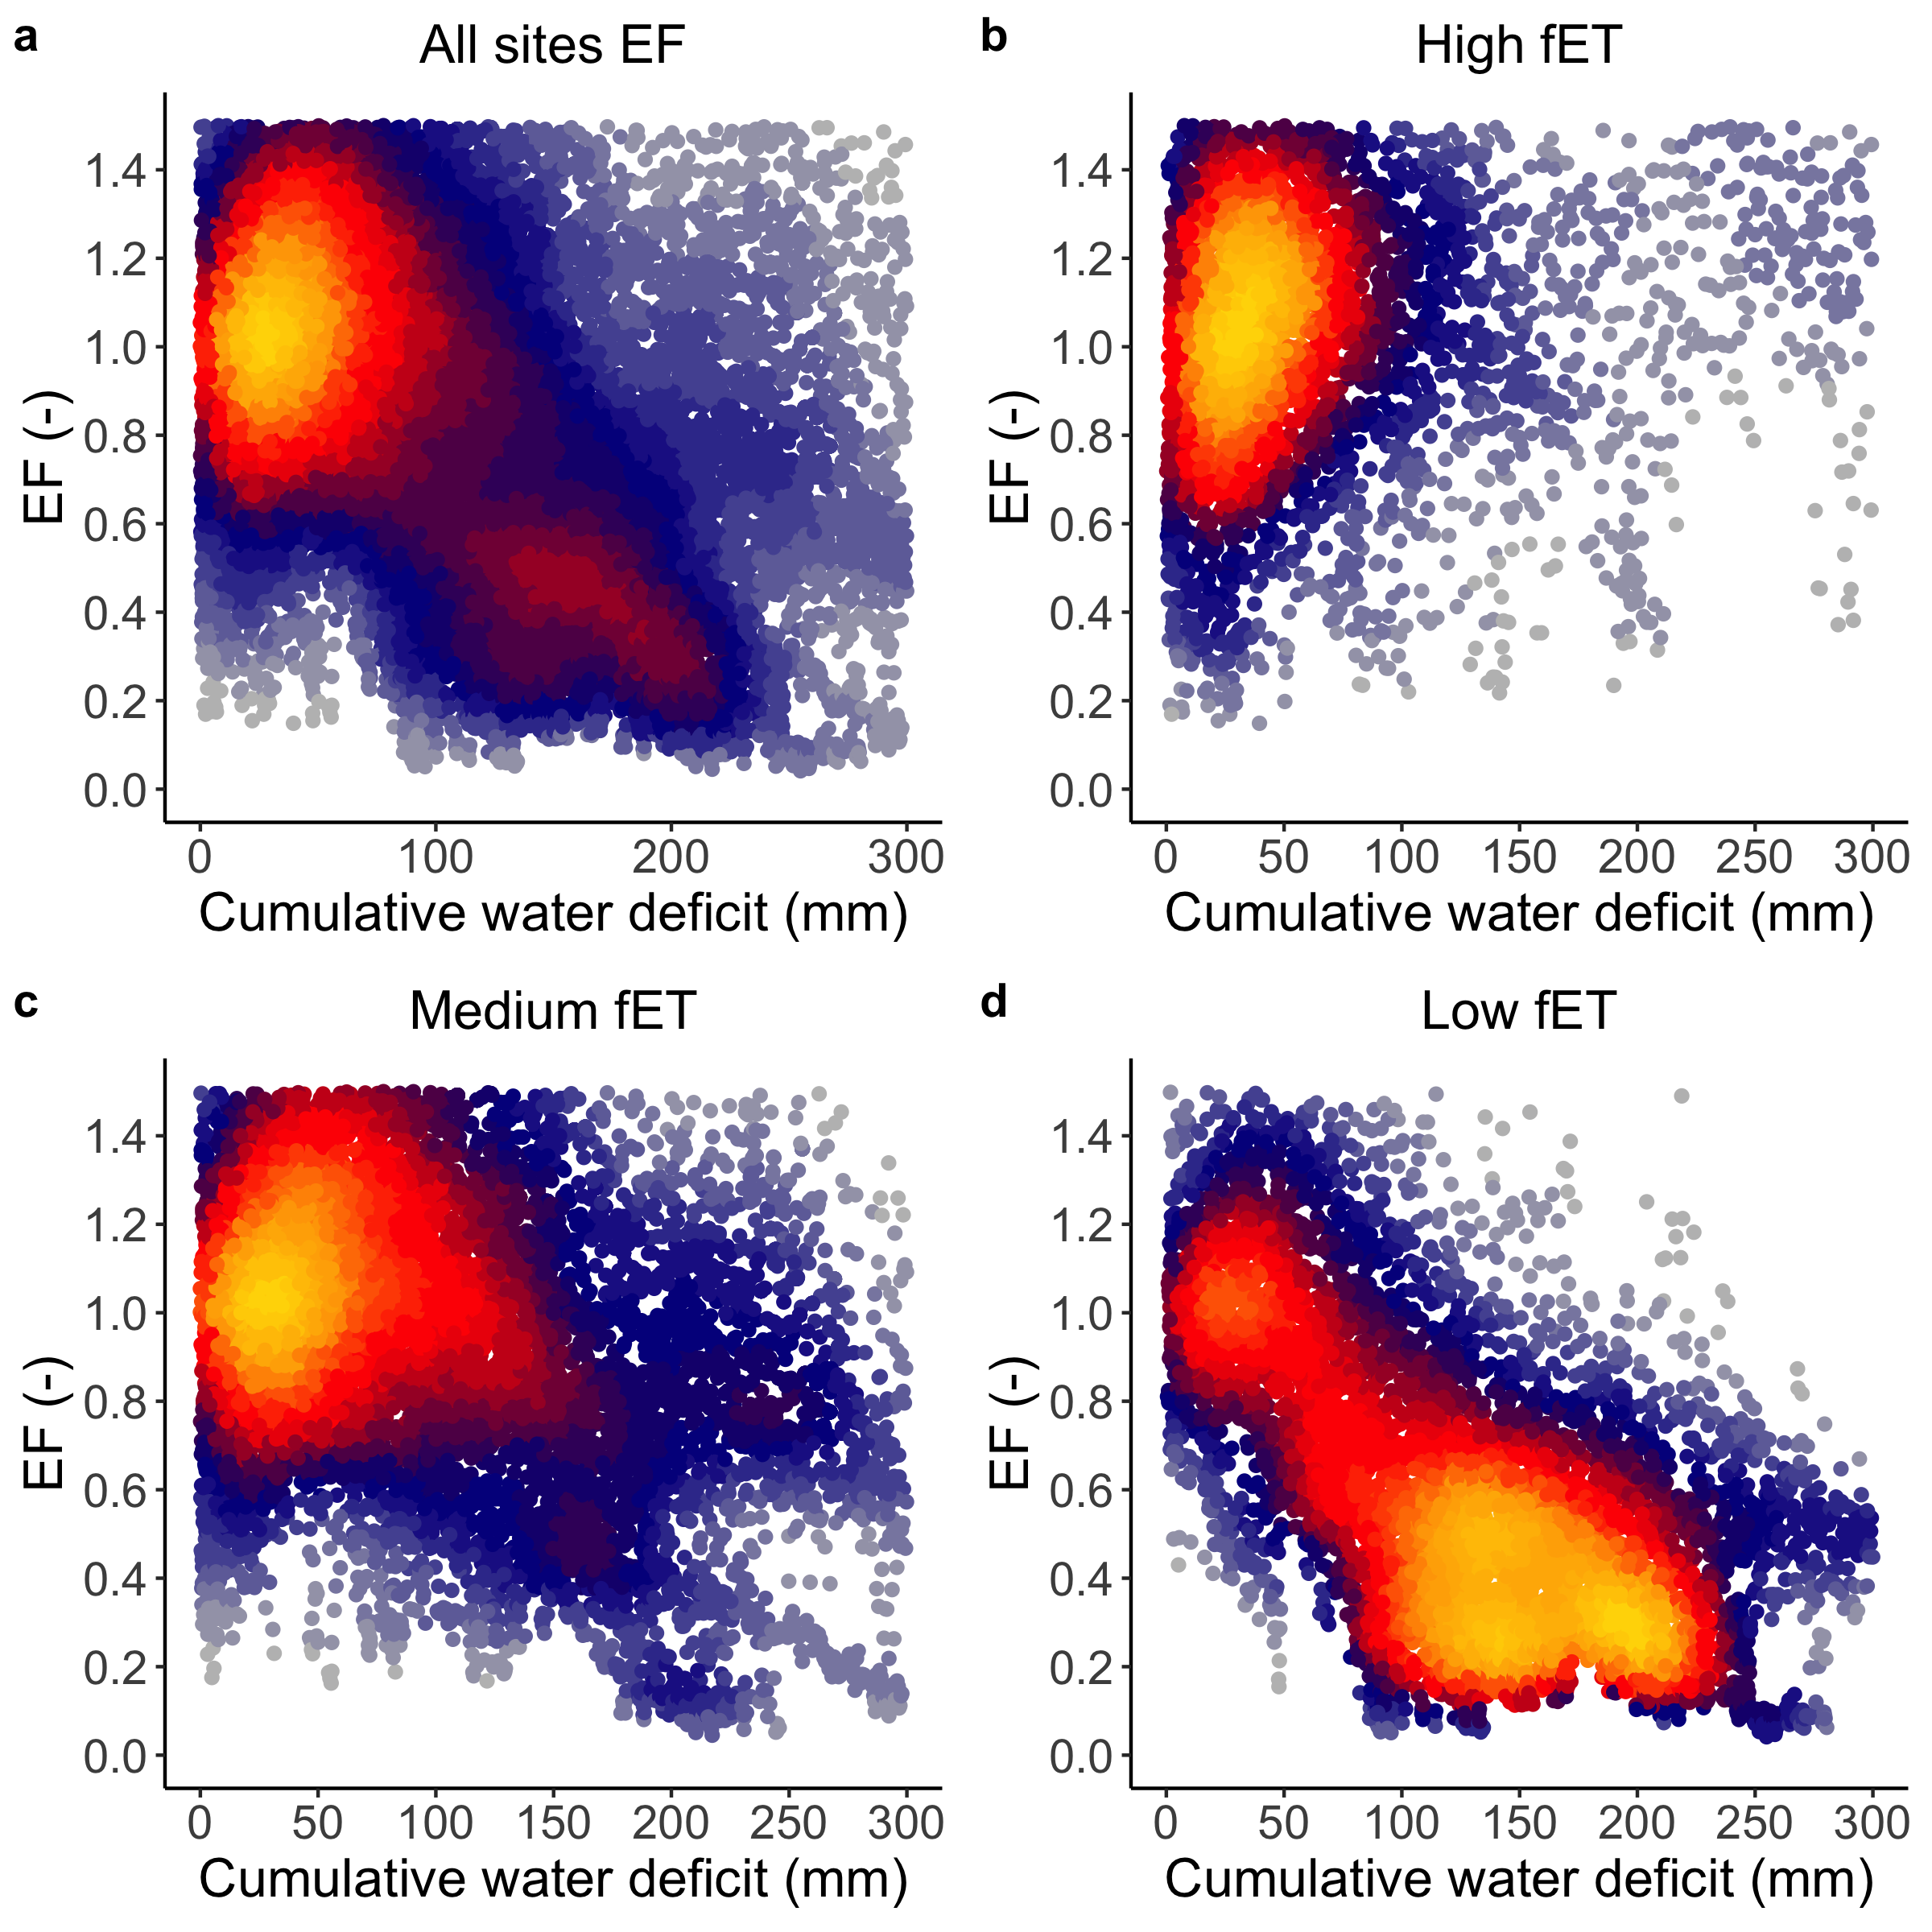 a
All sites EF
EF (-)
1.4
1.2
1.0
0.8
0.6
0.4
0.2
0.0
0 100 200 300
Cumulative water deficit (mm)
b
High fET
EF (-)
1.4
1.2
1.0
0.8
0.6
0.4
0.2
0.0
0 50 100 150 200 250 300
Cumulative water deficit (mm)
c
Medium fET
EF (-)
1.4
1.2
1.0
0.8
0.6
0.4
0.2
0.0
0 50 100 150 200 250 300
Cumulative water deficit (mm)
d
Low fET
EF (-)
1.4
1.2
1.0
0.8
0.6
0.4
0.2
0.0
0 50 100 150 200 250 300
Cumulative water deficit (mm)